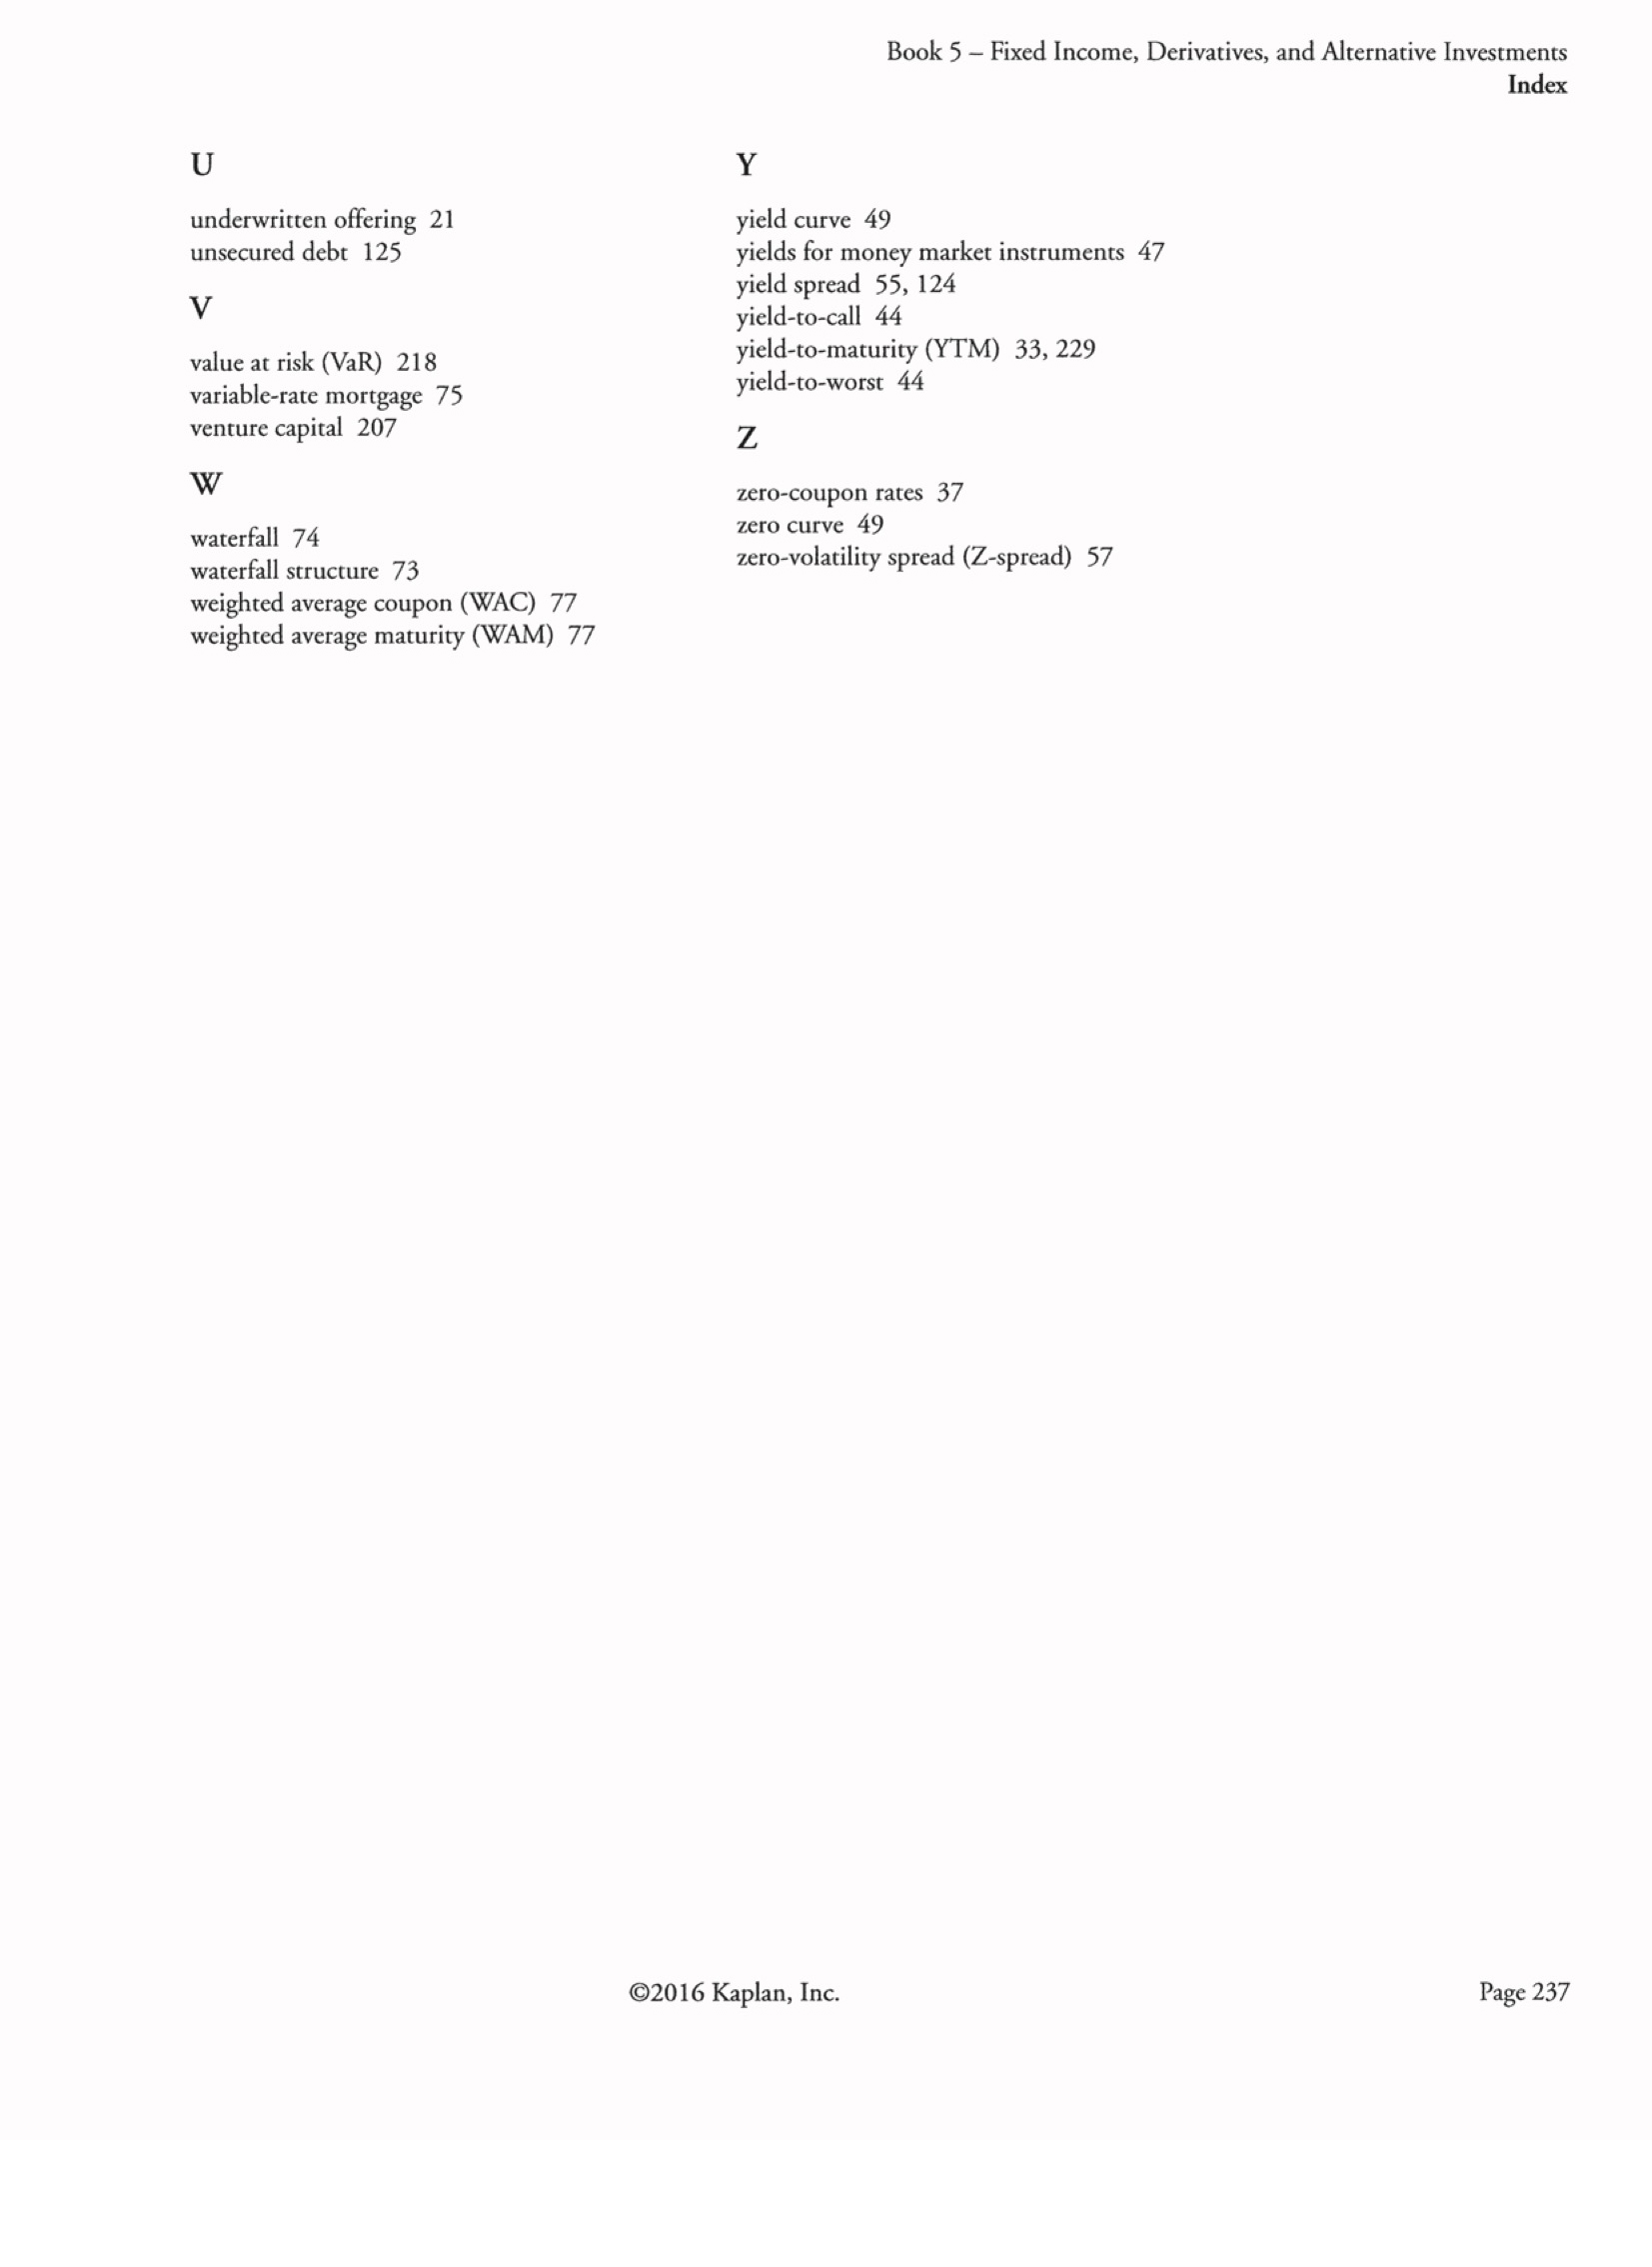 Book 5 – Fixed Income, Derivatives, and Alternative Investments
Index
U
underwritten offering 21
unsecured debt 125
V
value at risk (VaR) 218
variable-rate mortgage 75
venture capital 207
W
waterfall 74
waterfall structure 73
weighted average coupon (WAC) 77
weighted average maturity (WAM) 77
Y
yield curve 49
yields for money market instruments 47
yield spread 55, 124
yield-to-call 44
yield-to-maturity (YTM) 33, 229
yield-to-worst 44
Z
zero-coupon rates 37
zero curve 49
zero-volatility spread (Z-spread) 57
©2016 Kaplan, Inc.
Page 237